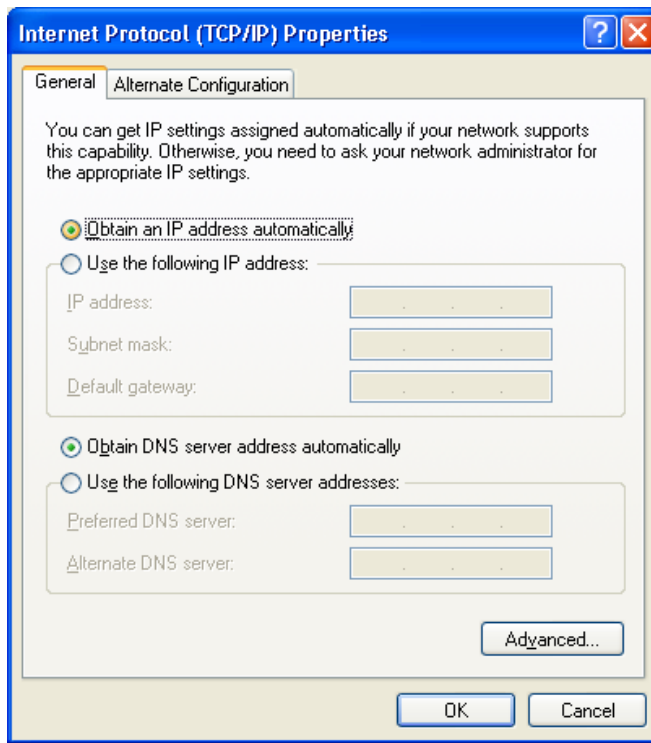 Internet Protocol (TCP/IP) Properties
General
Alternate Configuration
You can get IP settings assigned automatically if your network supports
this capability. Otherwise, you need to ask your network administrator for
the appropriate IP settings.
Obtain an IP address automatically
Use the following IP address:
IP address:
Subnet mask:
Default gateway:
Obtain DNS server address automatically
Use the following DNS server addresses:
Preferred DNS server:
Alternate DNS server:
Advanced...
OK
Cancel